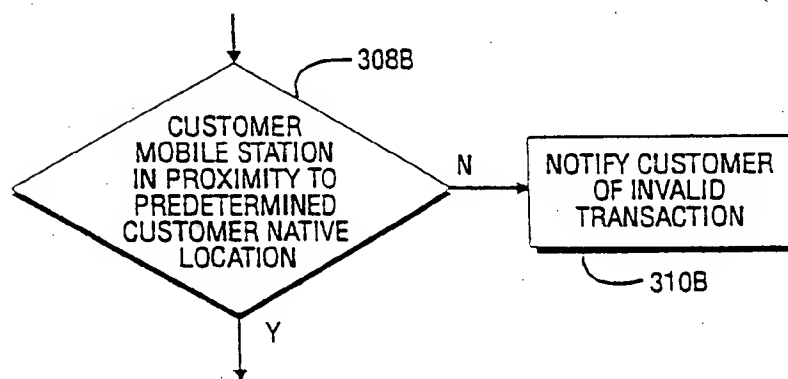 308B
CUSTOMER
MOBILE STATION
IN PROXIMITY TO
PREDETERMINED
CUSTOMER NATIVE
LOCATION
N
NOTIFY CUSTOMER
OF INVALID
TRANSACTION
310B
Y